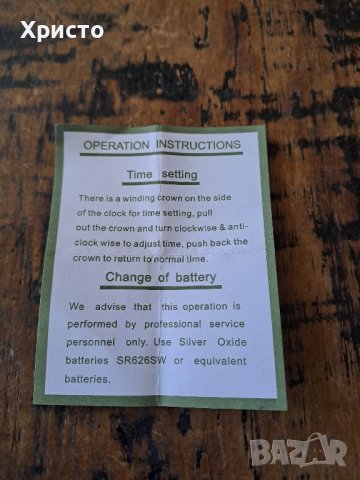 Христо
OPERATION INSTRUCTIONS
Time setting
There is a winding crown on the side
of the clock for time setting, pull
out the crown and turn clockwise & anti-
clock wise to adjust time, push back the
crown to return to normal time.
Change of battery
We advise that this operation is
performed by professional service
personnel only. Use Silver Oxide
batteries SR626SW or equivalent
batteries.
BAZAR